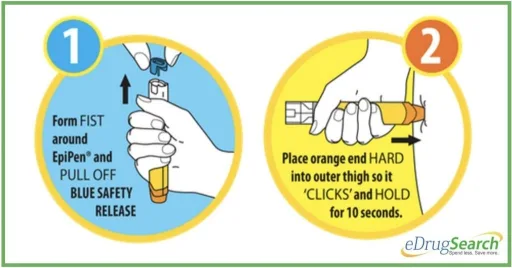 1
Form FIST
around
EpiPen® and
PULL OFF
BLUE SAFETY
RELEASE
2
Place orange end HARD
into outer thigh so it
‘CLICKS’ and HOLD
for 10 seconds.
eDrugSearch
Spend less. Save more.